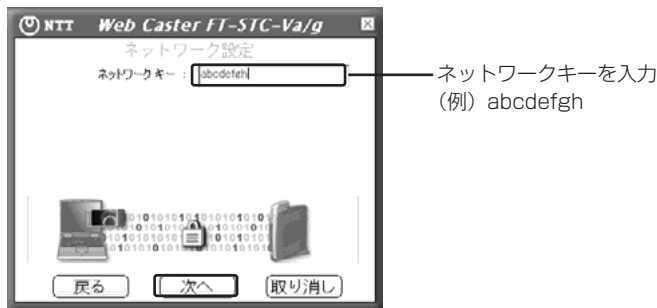 NTT Web Caster FT-STC-Va/g
ネットワーク設定
ネットワークキー : abcdefgh
ネットワークキーを入力
(例) abcdefgh
戻る 次へ 取り消し